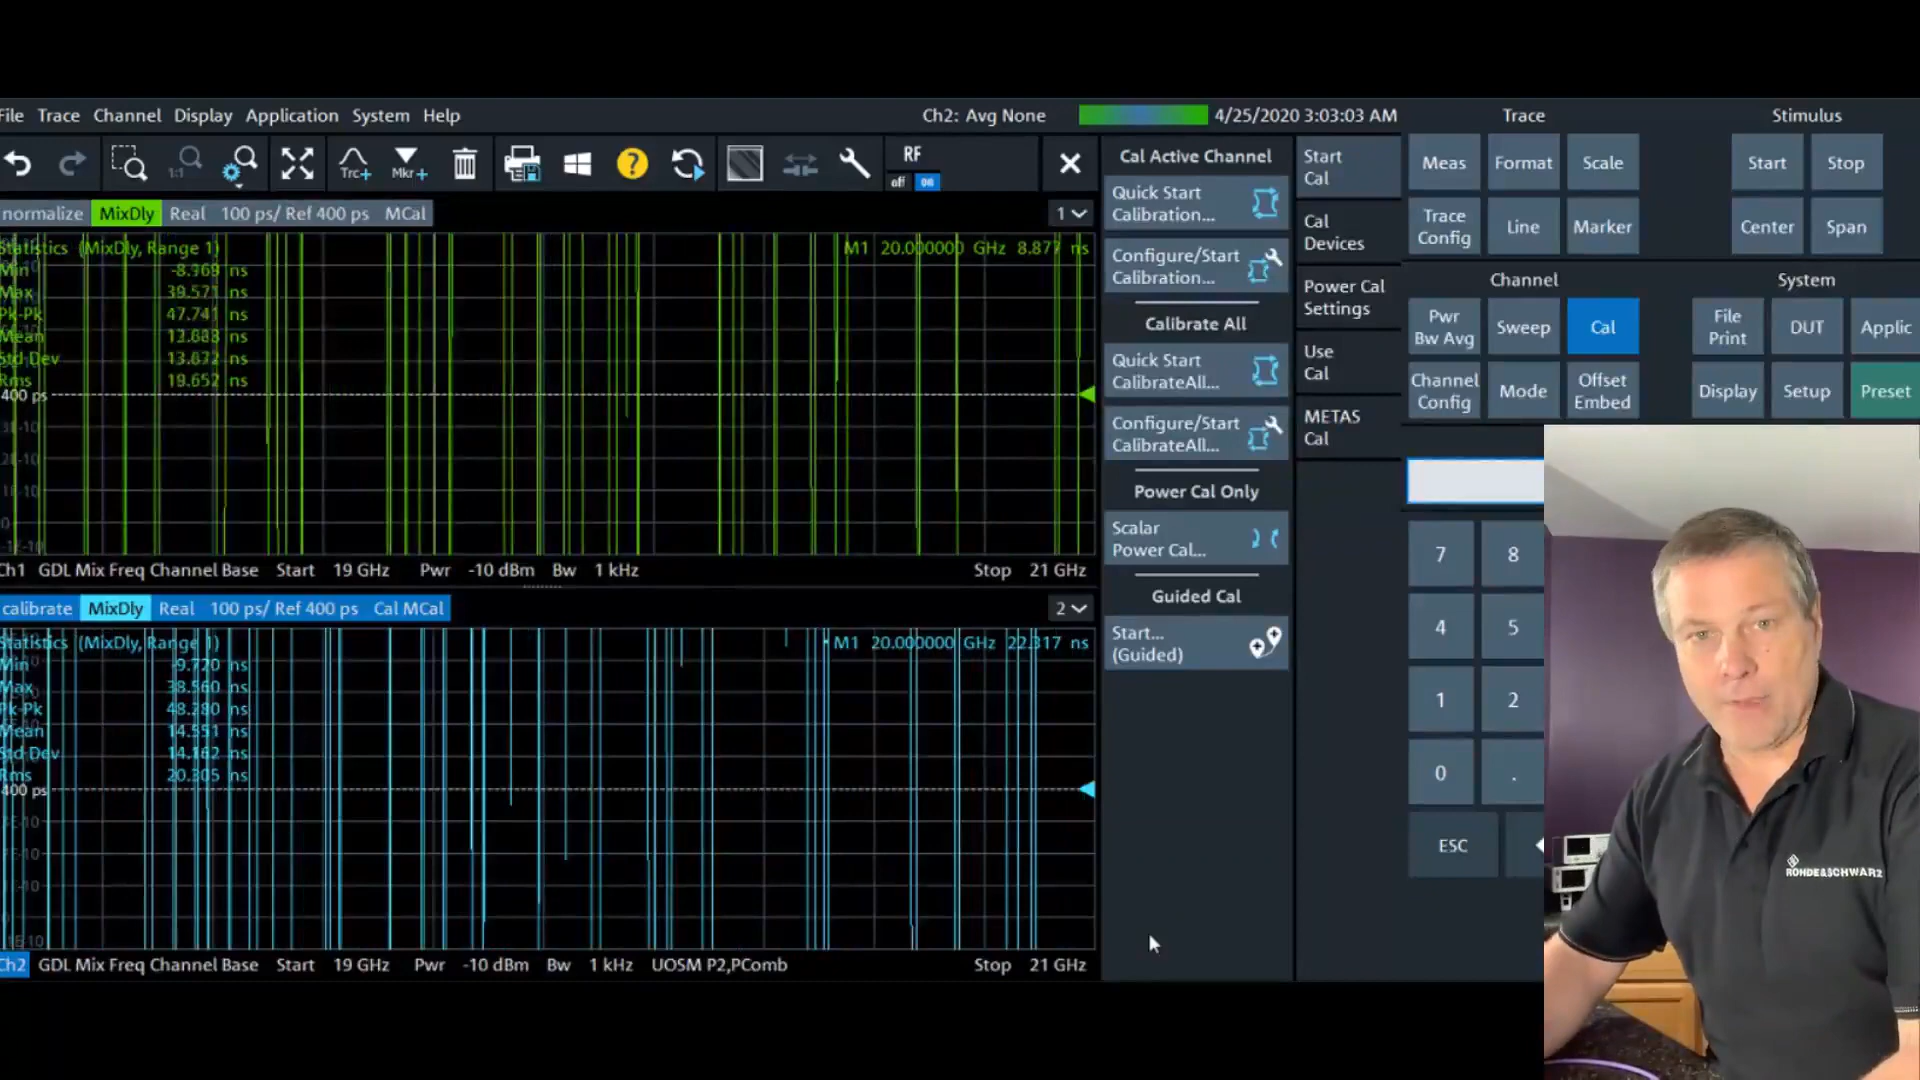 File Trace Channel Display Application System Help
Ch2: Avg None
4/25/2020 3:03:03 AM
1:1
Trc+
Mkr+
RF
off on
normalize MixDly Real 100 ps/ Ref 400 ps MCal
1
Statistics (MixDly, Range 1)
M1 20.000000 GHz 8.877 ns
Min -8.969 ns
Max 39.571 ns
Pk-Pk 47.741 ns
Mean 13.883 ns
Std Dev 13.872 ns
Rms 19.652 ns
400 ps
Ch1 GDL Mix Freq Channel Base Start 19 GHz Pwr -10 dBm Bw 1 kHz Stop 21 GHz
calibrate MixDly Real 100 ps/ Ref 400 ps Cal MCal
2
Statistics (MixDly, Range 1)
M1 20.000000 GHz 22.317 ns
Min -9.720 ns
Max 38.560 ns
Pk-Pk 48.280 ns
Mean 14.551 ns
Std Dev 14.162 ns
Rms 20.305 ns
400 ps
Ch2 GDL Mix Freq Channel Base Start 19 GHz Pwr -10 dBm Bw 1 kHz UOSM P2,PComb Stop 21 GHz
Cal Active Channel
Quick Start
Calibration...
Configure/Start
Calibration...
Calibrate All
Quick Start
CalibrateAll...
Configure/Start
CalibrateAll...
Power Cal Only
Scalar
Power Cal...
Guided Cal
Start...
(Guided)
Start
Cal
Cal
Devices
Power Cal
Settings
Use
Cal
METAS
Cal
Trace
Meas Format Scale
Trace
Config
Line Marker
Stimulus
Start Stop
Center Span
Channel
Pwr
Bw Avg
Sweep Cal
Channel
Config
Mode
Offset
Embed
System
File
Print
DUT Applic
Display Setup Preset
7 8
4 5
1 2
0 .
ESC
ROHDE&SCHWARZ